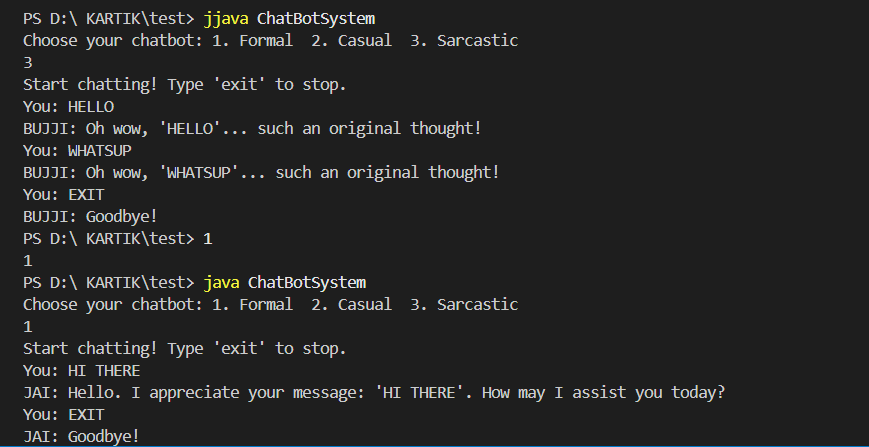 PS D:\ KARTIK\test> jjava ChatBotSystem
Choose your chatbot: 1. Formal  2. Casual  3. Sarcastic
3
Start chatting! Type 'exit' to stop.
You: HELLO
BUJJI: Oh wow, 'HELLO'... such an original thought!
You: WHATSUP
BUJJI: Oh wow, 'WHATSUP'... such an original thought!
You: EXIT
BUJJI: Goodbye!
PS D:\ KARTIK\test> 1
1
PS D:\ KARTIK\test> java ChatBotSystem
Choose your chatbot: 1. Formal  2. Casual  3. Sarcastic
1
Start chatting! Type 'exit' to stop.
You: HI THERE
JAI: Hello. I appreciate your message: 'HI THERE'. How may I assist you today?
You: EXIT
JAI: Goodbye!